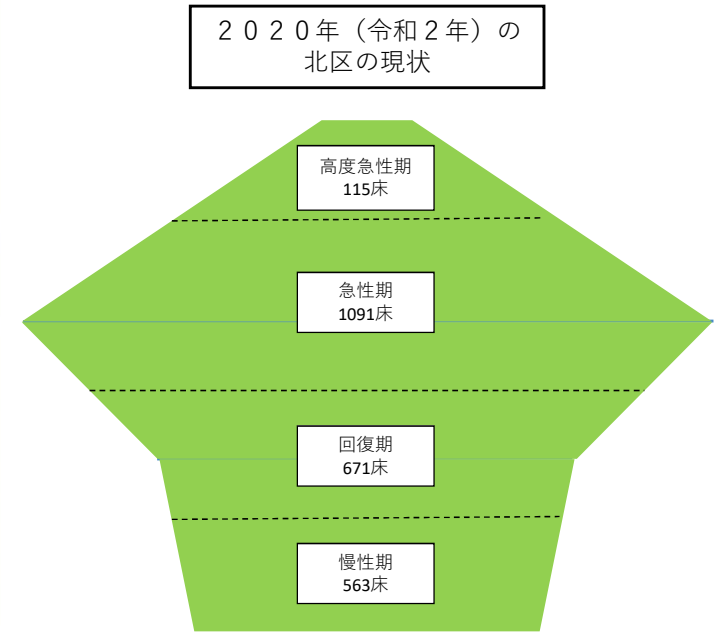 ２０２０年（令和２年）の
北区の現状
高度急性期
115床
急性期
1091床
回復期
671床
慢性期
563床